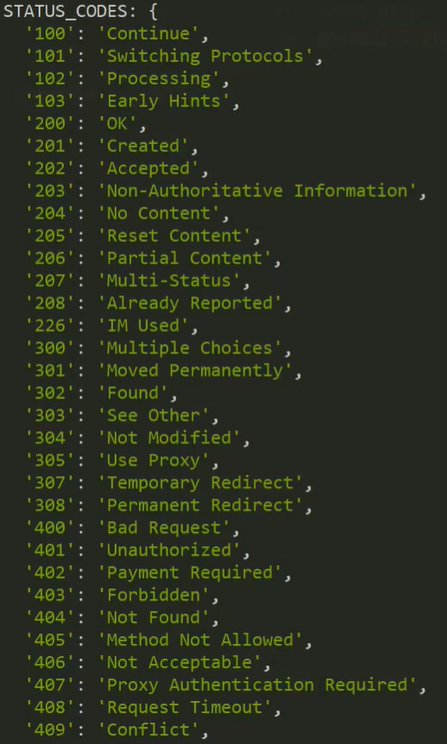 STATUS_CODES: {
'100': 'Continue',
'101': 'Switching Protocols',
'102': 'Processing',
'103': 'Early Hints',
'200': 'OK',
'201': 'Created',
'202': 'Accepted',
'203': 'Non-Authoritative Information',
'204': 'No Content',
'205': 'Reset Content',
'206': 'Partial Content',
'207': 'Multi-Status',
'208': 'Already Reported',
'226': 'IM Used',
'300': 'Multiple Choices',
'301': 'Moved Permanently',
'302': 'Found',
'303': 'See Other',
'304': 'Not Modified',
'305': 'Use Proxy',
'307': 'Temporary Redirect',
'308': 'Permanent Redirect',
'400': 'Bad Request',
'401': 'Unauthorized',
'402': 'Payment Required',
'403': 'Forbidden',
'404': 'Not Found',
'405': 'Method Not Allowed',
'406': 'Not Acceptable',
'407': 'Proxy Authentication Required',
'408': 'Request Timeout',
'409': 'Conflict',